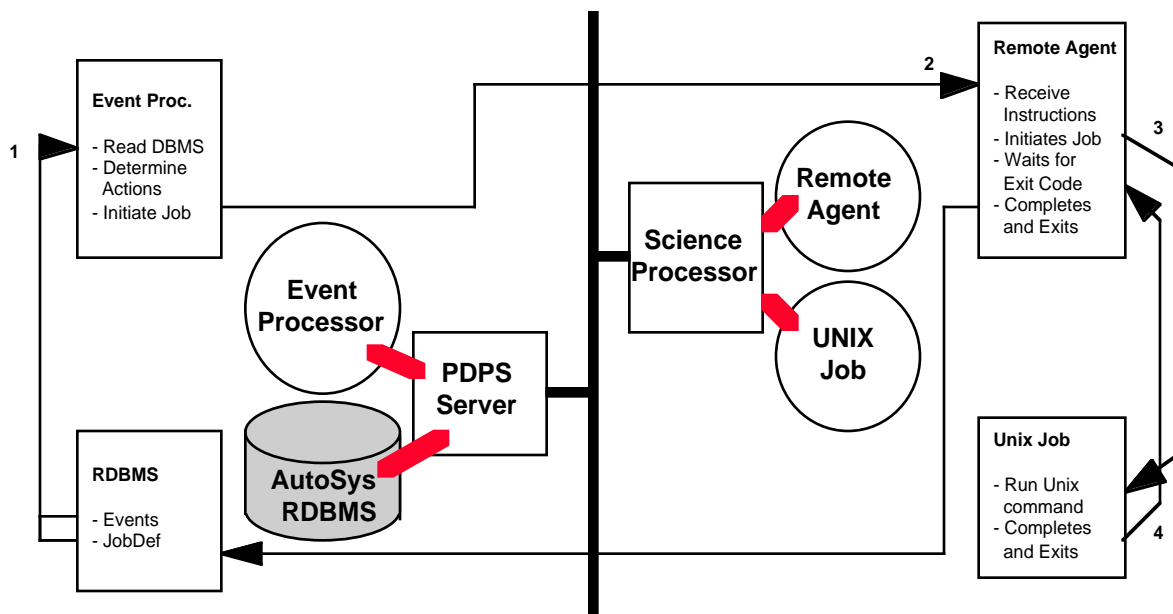 1
Event Proc.
- Read DBMS
- Determine
Actions
- Initiate Job
RDBMS
- Events
- JobDef
Event
Processor
PDPS
Server
AutoSys
RDBMS
Science
Processor
Remote
Agent
UNIX
Job
2
Remote Agent
- Receive
Instructions
- Initiates Job
- Waits for
Exit Code
- Completes
and Exits
3
Unix Job
- Run Unix
command
- Completes
and Exits
4